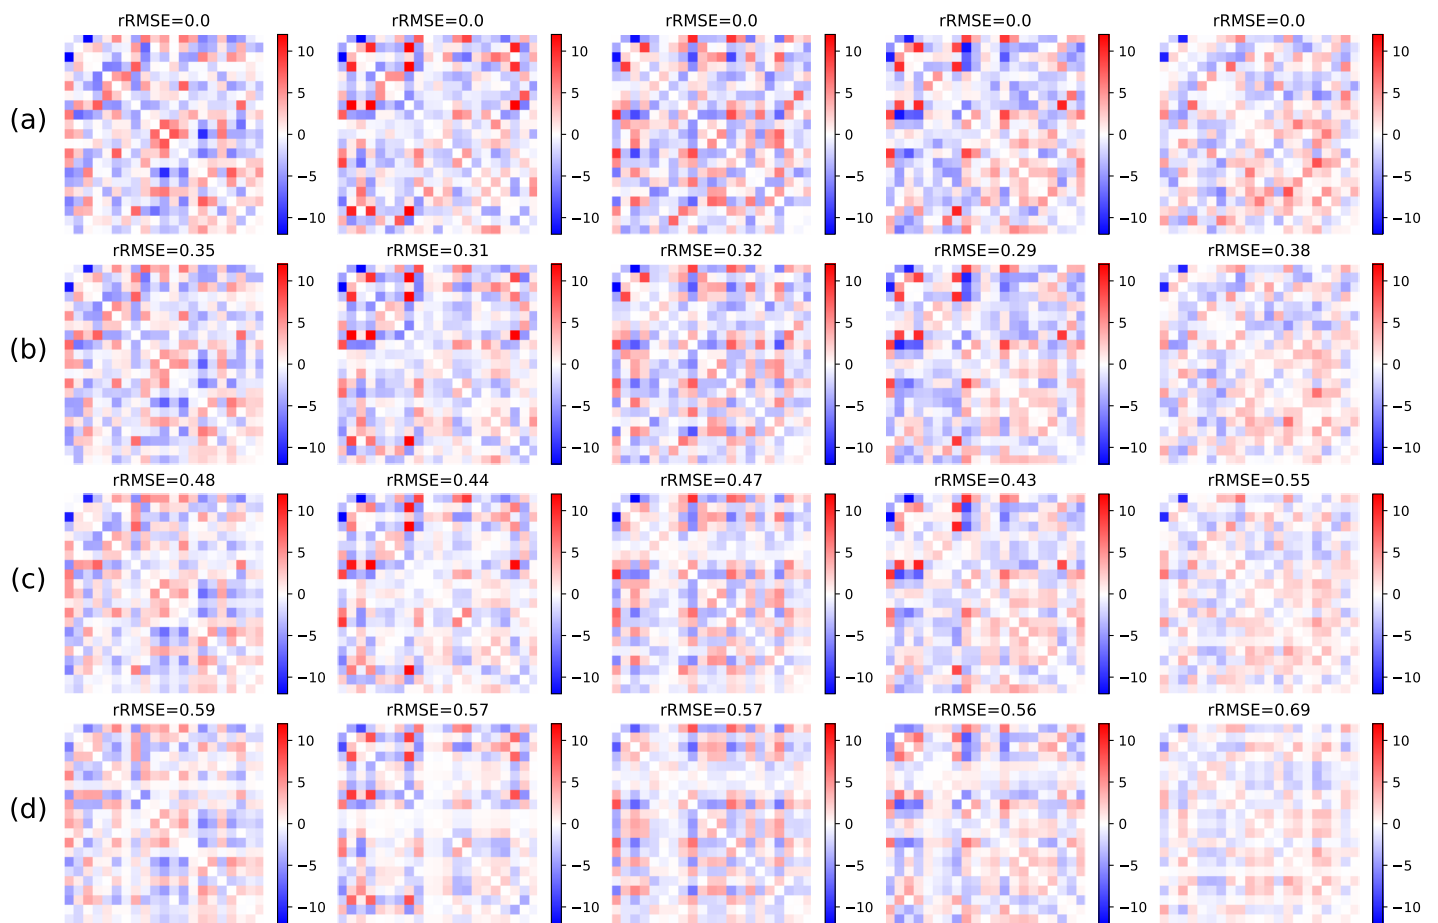 rRMSE=0.0 rRMSE=0.0 rRMSE=0.0 rRMSE=0.0 rRMSE=0.0
10 10 10 10 10
5 5 5 5 5
(a) 0 0 0 0 0
−5 −5 −5 −5 −5
−10 −10 −10 −10 −10
rRMSE=0.35 rRMSE=0.31 rRMSE=0.32 rRMSE=0.29 rRMSE=0.38
10 10 10 10 10
5 5 5 5 5
(b) 0 0 0 0 0
−5 −5 −5 −5 −5
−10 −10 −10 −10 −10
rRMSE=0.48 rRMSE=0.44 rRMSE=0.47 rRMSE=0.43 rRMSE=0.55
10 10 10 10 10
5 5 5 5 5
(c) 0 0 0 0 0
−5 −5 −5 −5 −5
−10 −10 −10 −10 −10
rRMSE=0.59 rRMSE=0.57 rRMSE=0.57 rRMSE=0.56 rRMSE=0.69
10 10 10 10 10
5 5 5 5 5
(d) 0 0 0 0 0
−5 −5 −5 −5 −5
−10 −10 −10 −10 −10